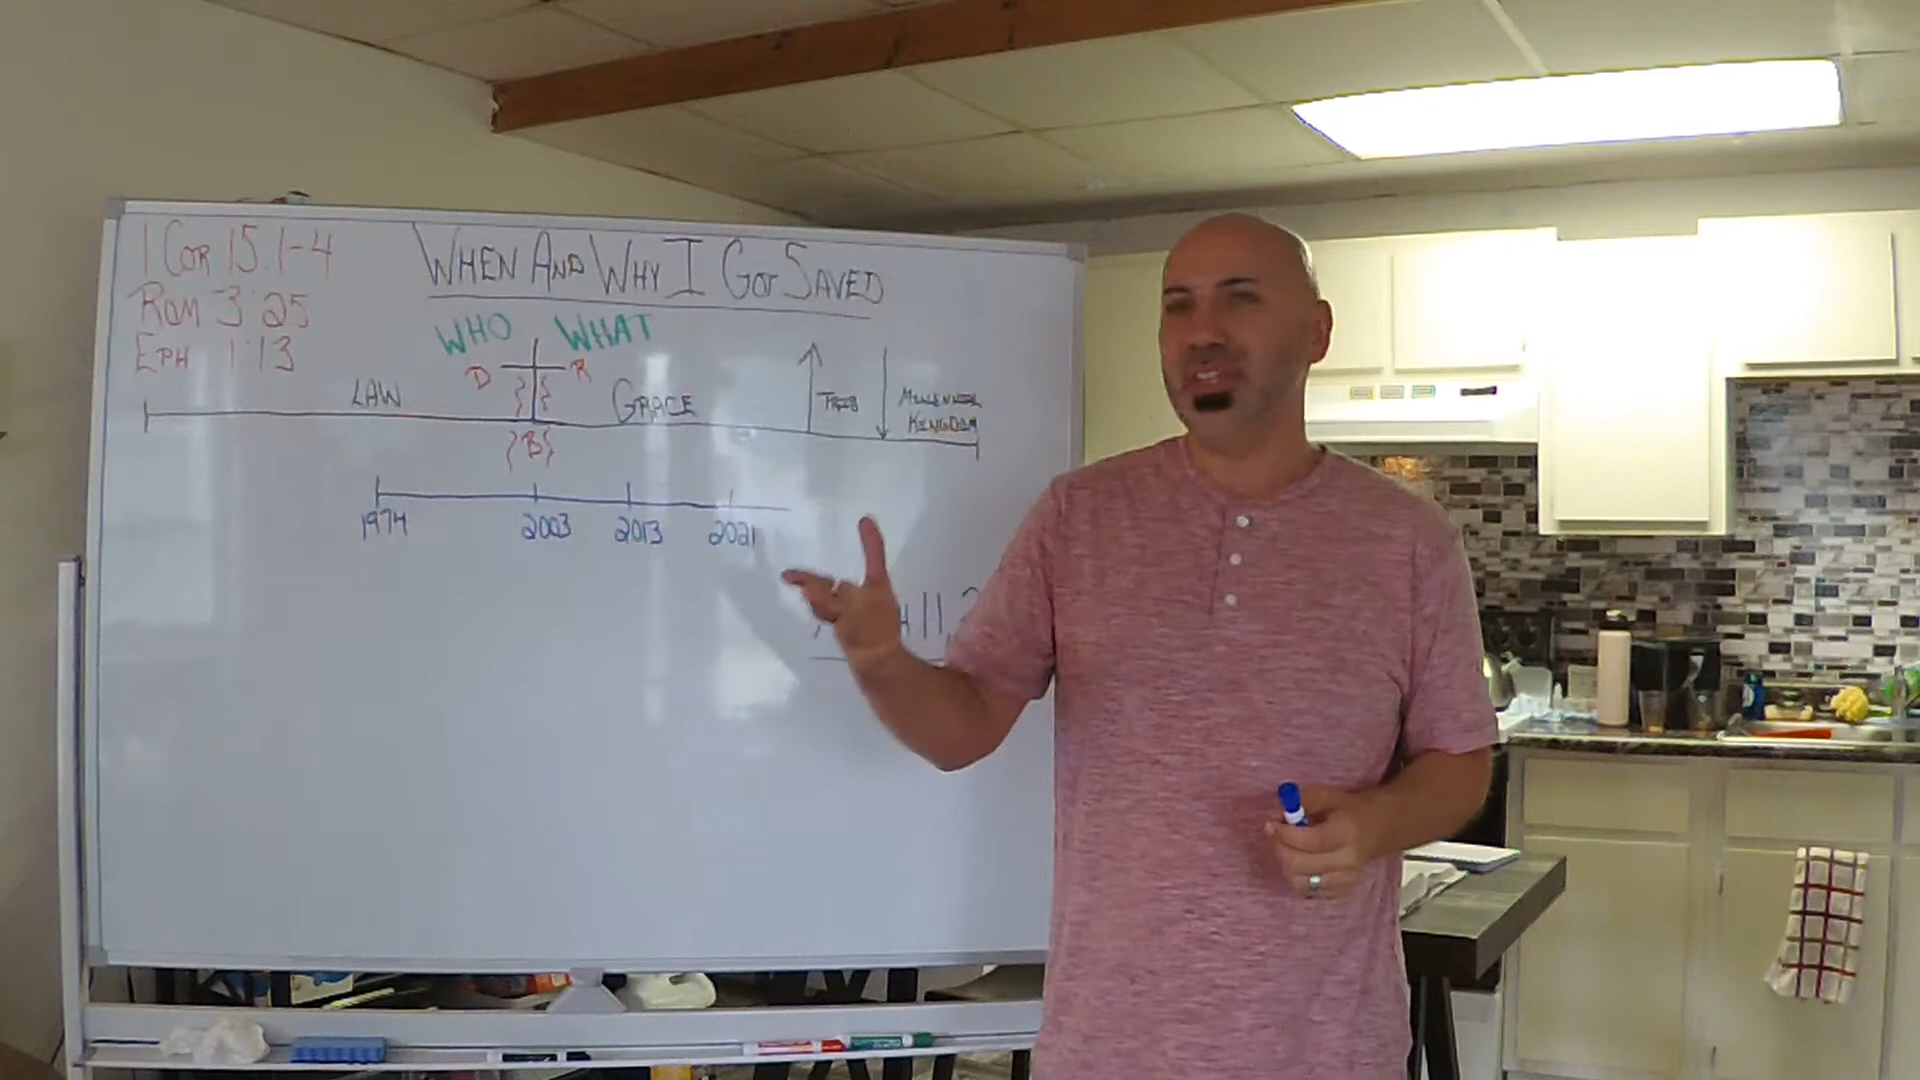 1 COR 15:1-4
ROM 3:25
EPH 1:13
WHEN AND WHY I GOT SAVED
WHO WHAT
D R
LAW GRACE TRIB MILLENNIAL
KINGDOM
B
1974 2003 2013 2021